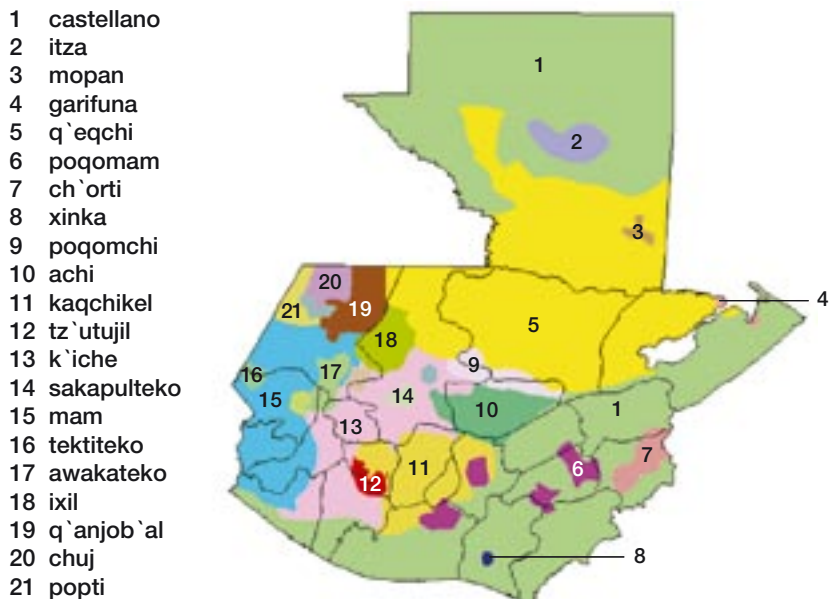 1 castellano
2 itza
3 mopan
4 garifuna
5 q`eqchi
6 poqomam
7 ch`orti
8 xinka
9 poqomchi
10 achi
11 kaqchikel
12 tz`utujil
13 k`iche
14 sakapulteko
15 mam
16 tektiteko
17 awakateko
18 ixil
19 q`anjob`al
20 chuj
21 popti
1
2
3
20
4
21
19
5
18
9
16
17
15
14
10
1
13
7
11
6
12
8